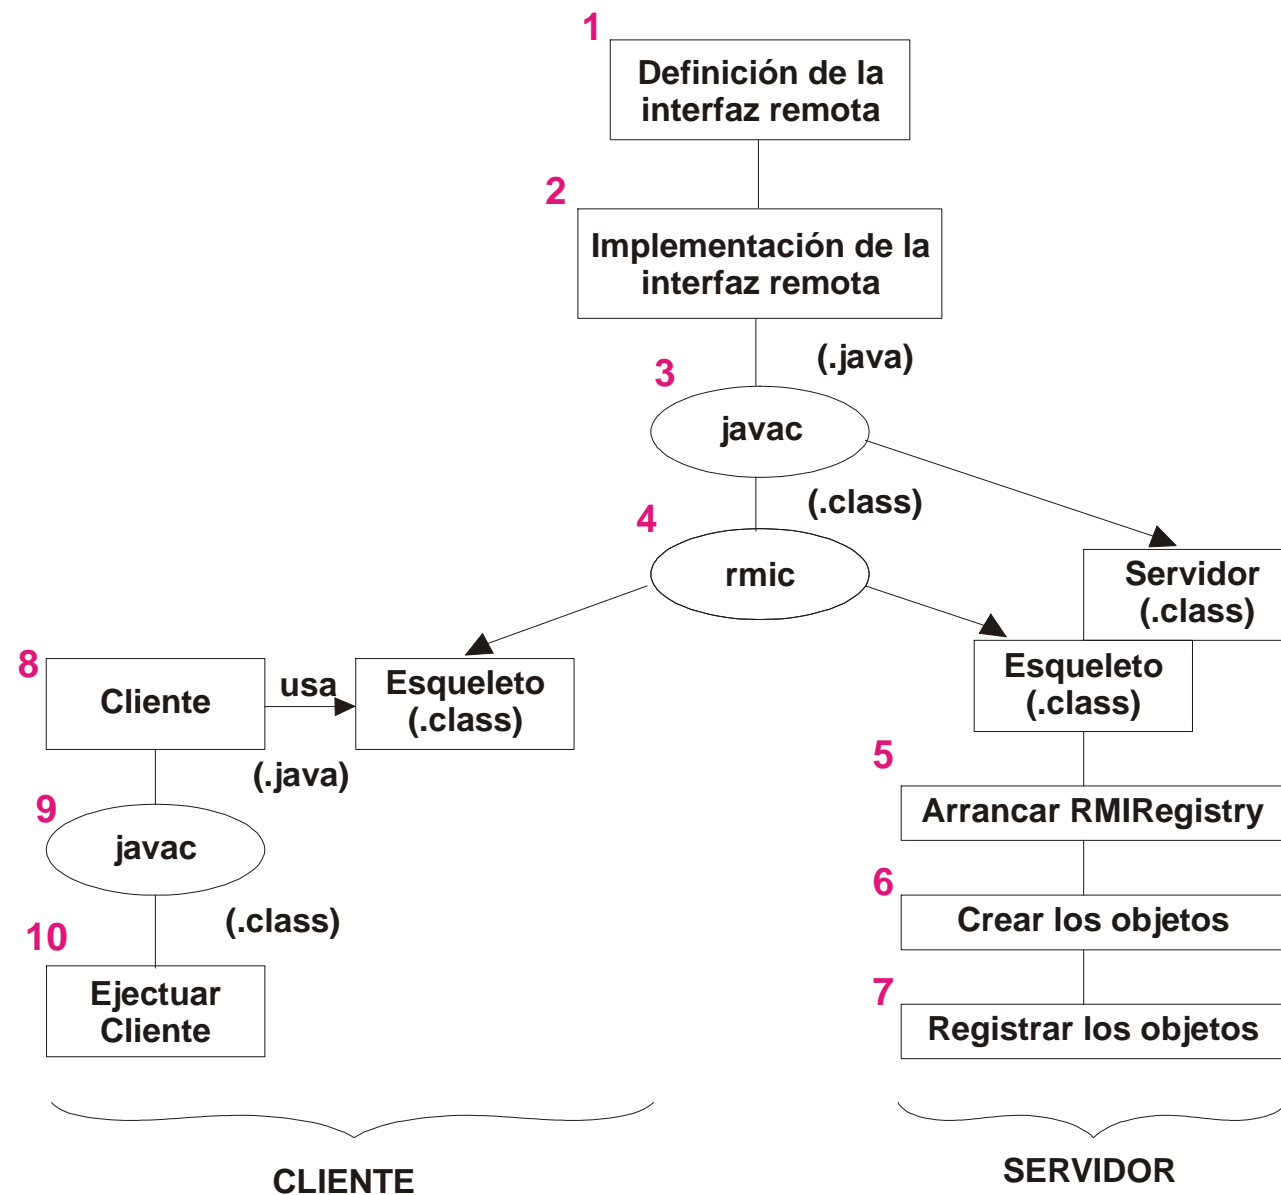 1
Definición de la
interfaz remota
2
Implementación de la
interfaz remota
(.java)
3
javac
(.class)
4
rmic
Servidor
(.class)
Esqueleto
(.class)
8
Cliente
usa
Esqueleto
(.class)
(.java)
5
Arrancar RMIRegistry
9
javac
6
Crear los objetos
(.class)
10
Ejectuar
Cliente
7
Registrar los objetos
CLIENTE
SERVIDOR